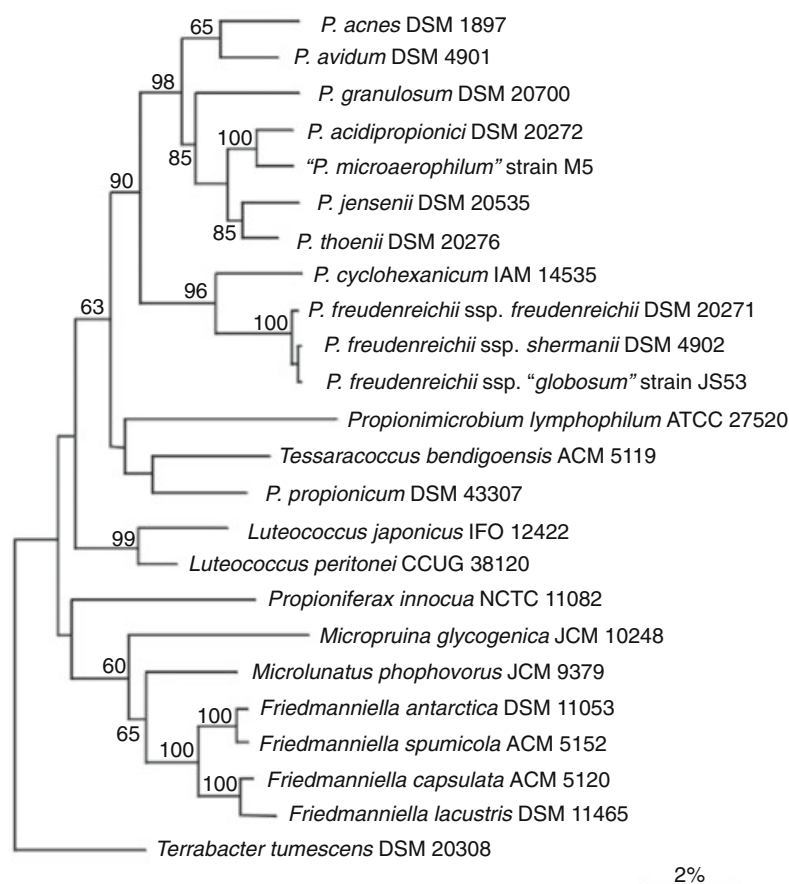 65
P. acnes DSM 1897
P. avidum DSM 4901
98
P. granulosum DSM 20700
100
P. acidipropionici DSM 20272
85
"P. microaerophilum" strain M5
90
P. jensenii DSM 20535
85
P. thoenii DSM 20276
P. cyclohexanicum IAM 14535
96
63
P. freudenreichii ssp. freudenreichii DSM 20271
100
P. freudenreichii ssp. shermanii DSM 4902
P. freudenreichii ssp. "globosum" strain JS53
Propionimicrobium lymphophilum ATCC 27520
Tessaracoccus bendigoensis ACM 5119
P. propionicum DSM 43307
Luteococcus japonicus IFO 12422
99
Luteococcus peritonei CCUG 38120
Propioniferax innocua NCTC 11082
Micropruina glycogenica JCM 10248
60
Microlunatus phophovorus JCM 9379
Friedmanniella antarctica DSM 11053
100
65
Friedmanniella spumicola ACM 5152
100
Friedmanniella capsulata ACM 5120
100
Friedmanniella lacustris DSM 11465
Terrabacter tumescens DSM 20308
2%